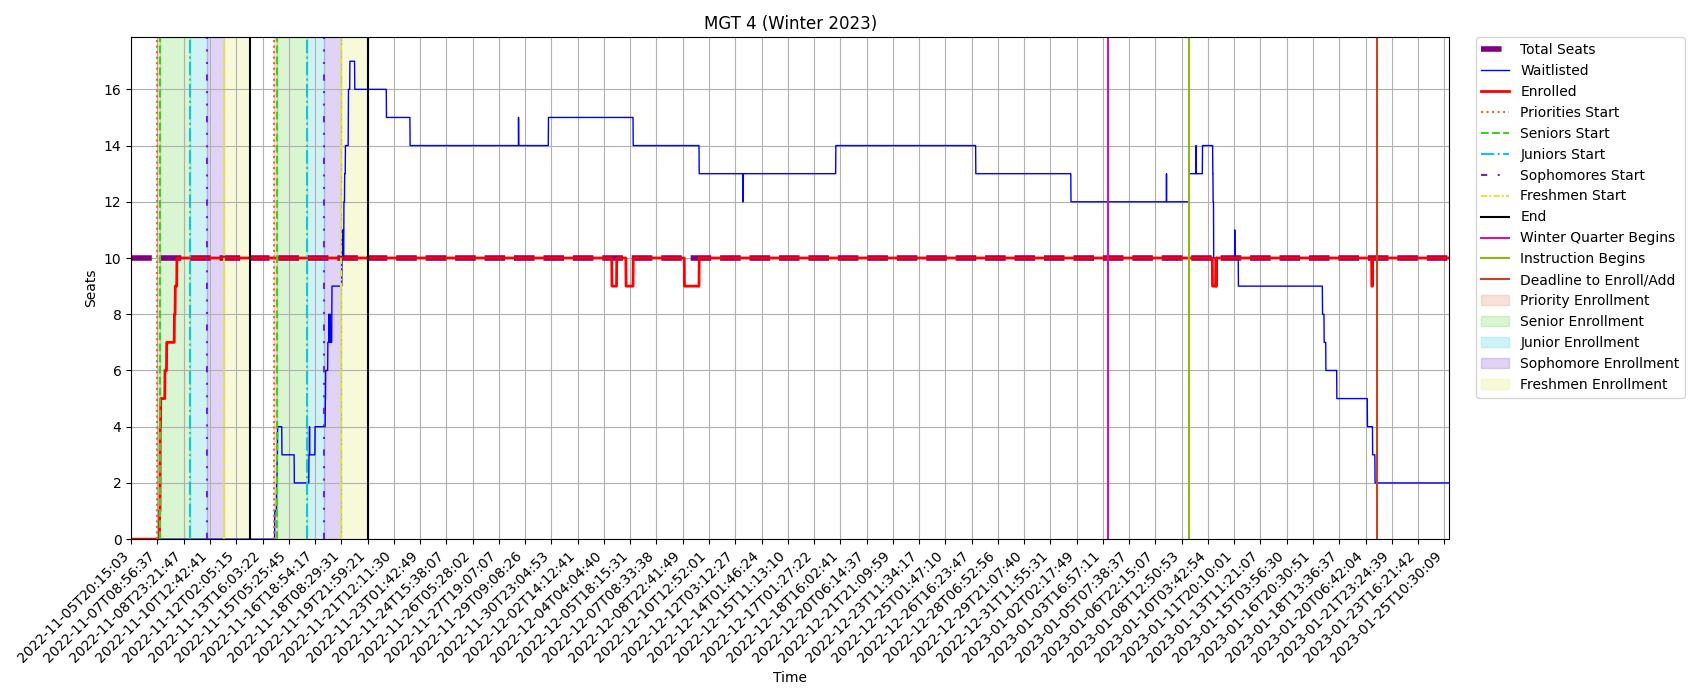 MGT 4 (Winter 2023)
Seats
16
14
12
10
8
6
4
2
0
2022-11-05T20:15:03
2022-11-07T08:56:37
2022-11-08T23:21:47
2022-11-10T12:42:41
2022-11-12T02:05:15
2022-11-13T16:03:22
2022-11-15T05:25:45
2022-11-16T18:54:17
2022-11-18T08:29:31
2022-11-19T21:59:21
2022-11-21T12:11:30
2022-11-23T01:42:49
2022-11-24T15:38:07
2022-11-26T05:28:02
2022-11-27T19:07:07
2022-11-29T09:08:26
2022-11-30T23:04:53
2022-12-02T14:12:41
2022-12-04T04:04:40
2022-12-05T18:15:31
2022-12-07T08:33:38
2022-12-08T22:41:49
2022-12-10T12:52:01
2022-12-12T03:12:27
2022-12-14T01:46:24
2022-12-15T11:13:10
2022-12-17T01:27:22
2022-12-18T16:02:41
2022-12-20T06:14:37
2022-12-21T21:09:59
2022-12-23T11:34:17
2022-12-25T01:47:10
2022-12-26T16:23:47
2022-12-28T06:52:56
2022-12-29T21:07:40
2022-12-31T11:55:31
2023-01-02T02:17:49
2023-01-03T16:57:11
2023-01-05T07:38:37
2023-01-06T22:15:07
2023-01-08T12:50:53
2023-01-10T03:42:54
2023-01-11T20:10:01
2023-01-13T11:21:07
2023-01-15T03:56:30
2023-01-16T20:30:51
2023-01-18T13:36:37
2023-01-20T06:42:04
2023-01-21T23:24:39
2023-01-23T16:21:42
2023-01-25T10:30:09
Time
Total Seats
Waitlisted
Enrolled
Priorities Start
Seniors Start
Juniors Start
Sophomores Start
Freshmen Start
End
Winter Quarter Begins
Instruction Begins
Deadline to Enroll/Add
Priority Enrollment
Senior Enrollment
Junior Enrollment
Sophomore Enrollment
Freshmen Enrollment